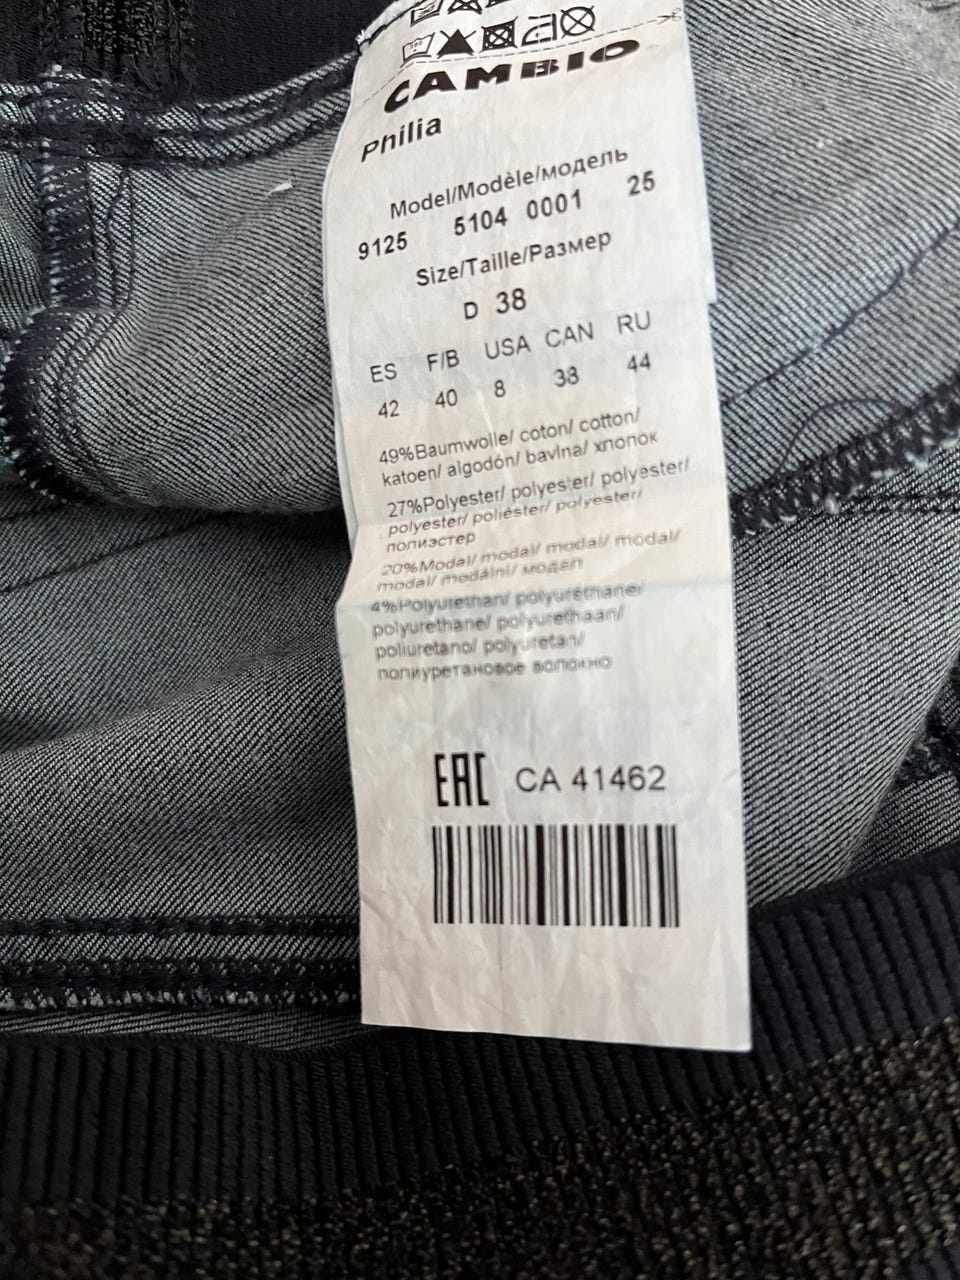 CAMBIO
Philia
Model/Modèle/модель
9125 5104 0001 25
Size/Taille/Размер
D 38
ES F/B USA CAN RU
42 40 8 38 44
49%Baumwolle/ coton/ cotton/
katoen/ algodón/ bavlna/ хлопок
27%Polyester/ polyester/ polyester/
polyester/ poliéster/ polyester/
полиэстер
20%Modal/ modal/ modal/ modal/
modal/ modální/ модал
4%Polyurethan/ polyuréthane/
polyurethane/ polyurethaan/
poliuretano/ polyuretan/
полиуретановое волокно
EAC CA 41462